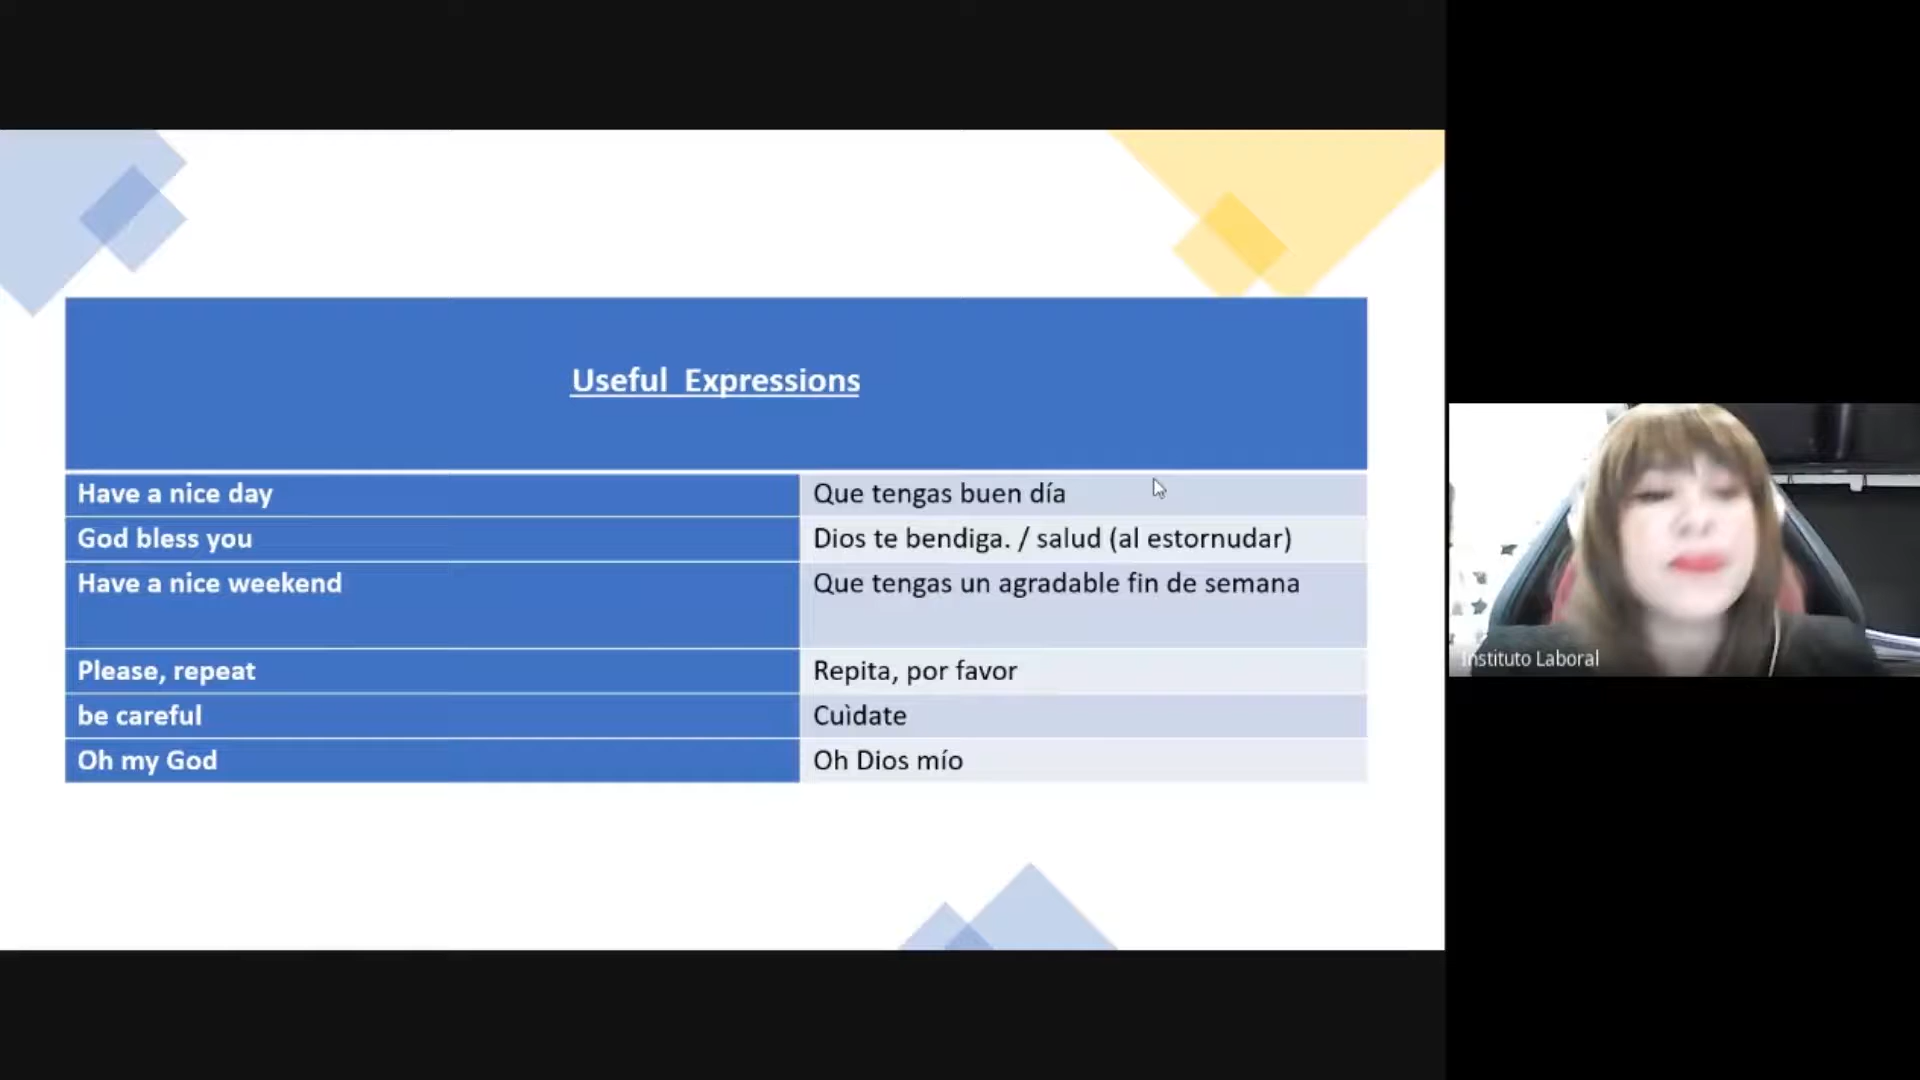 Useful  Expressions
Have a nice day
Que tengas buen día
God bless you
Dios te bendiga. / salud (al estornudar)
Have a nice weekend
Que tengas un agradable fin de semana
Please, repeat
Repita, por favor
be careful
Cuìdate
Oh my God
Oh Dios mío
Instituto Laboral